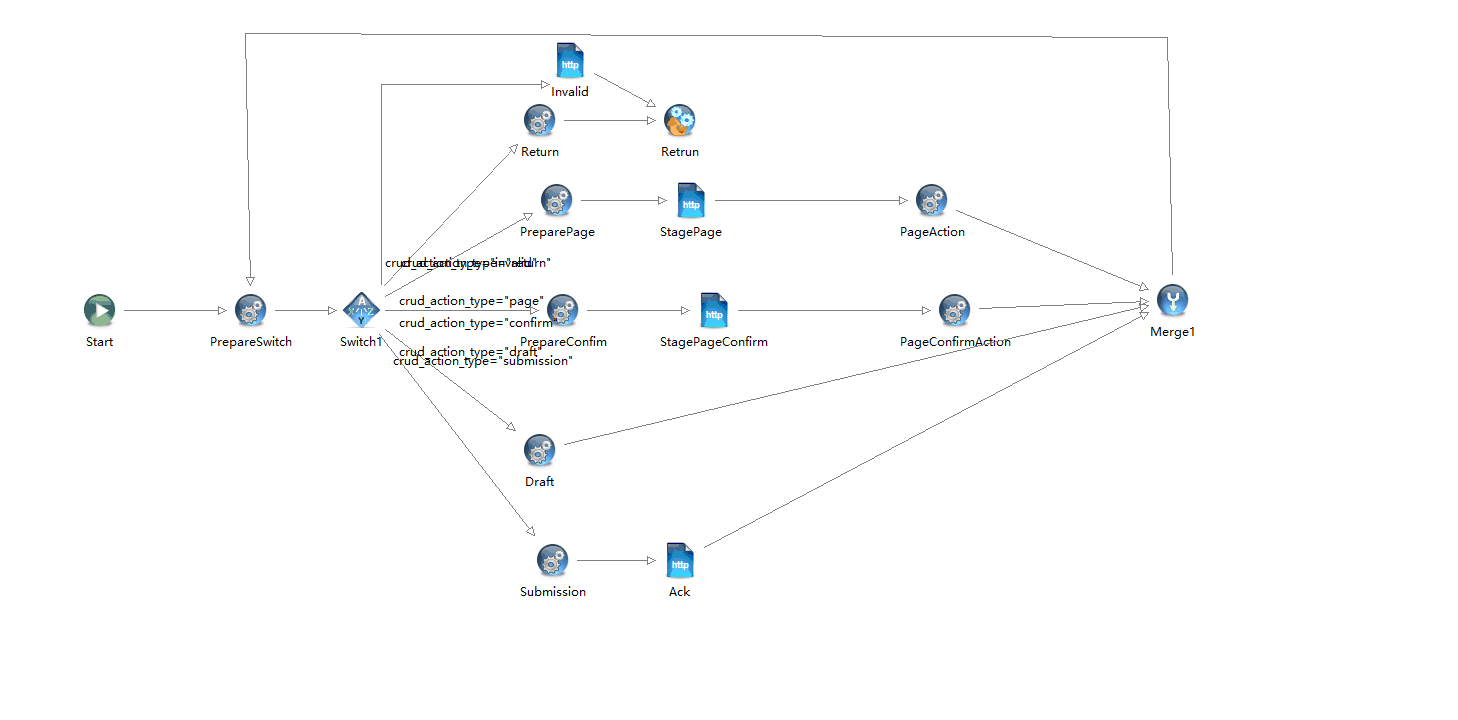 http
Invalid
Return
Retrun
PreparePage
http
StagePage
PageAction
crud_action_type="invalid"
crud_action_type="return"
crud_action_type="page"
crud_action_type="confirm"
crud_action_type="draft"
crud_action_type="submission"
Start
PrepareSwitch
A
X/Y/Z
Y
Switch1
PrepareConfim
http
StagePageConfirm
PageConfirmAction
Merge1
Draft
Submission
http
Ack